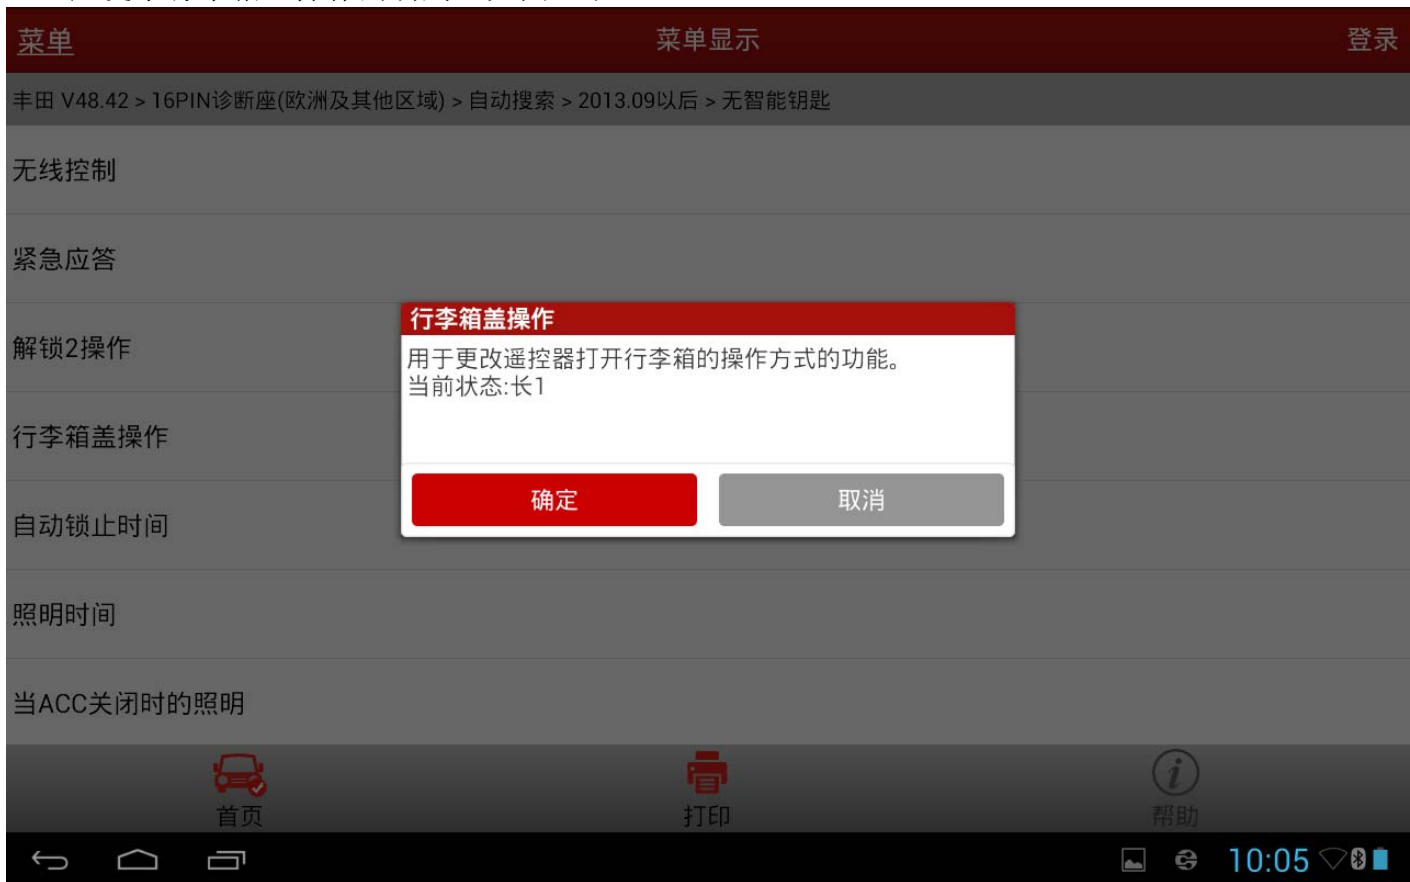 菜单
菜单显示
登录
丰田 V48.42 > 16PIN诊断座(欧洲及其他区域) > 自动搜索 > 2013.09以后 > 无智能钥匙
无线控制
紧急应答
解锁2操作
行李箱盖操作
自动锁止时间
照明时间
当ACC关闭时的照明
行李箱盖操作
用于更改遥控器打开行李箱的操作方式的功能。
当前状态:长1
确定
取消
首页
打印
帮助
10:05